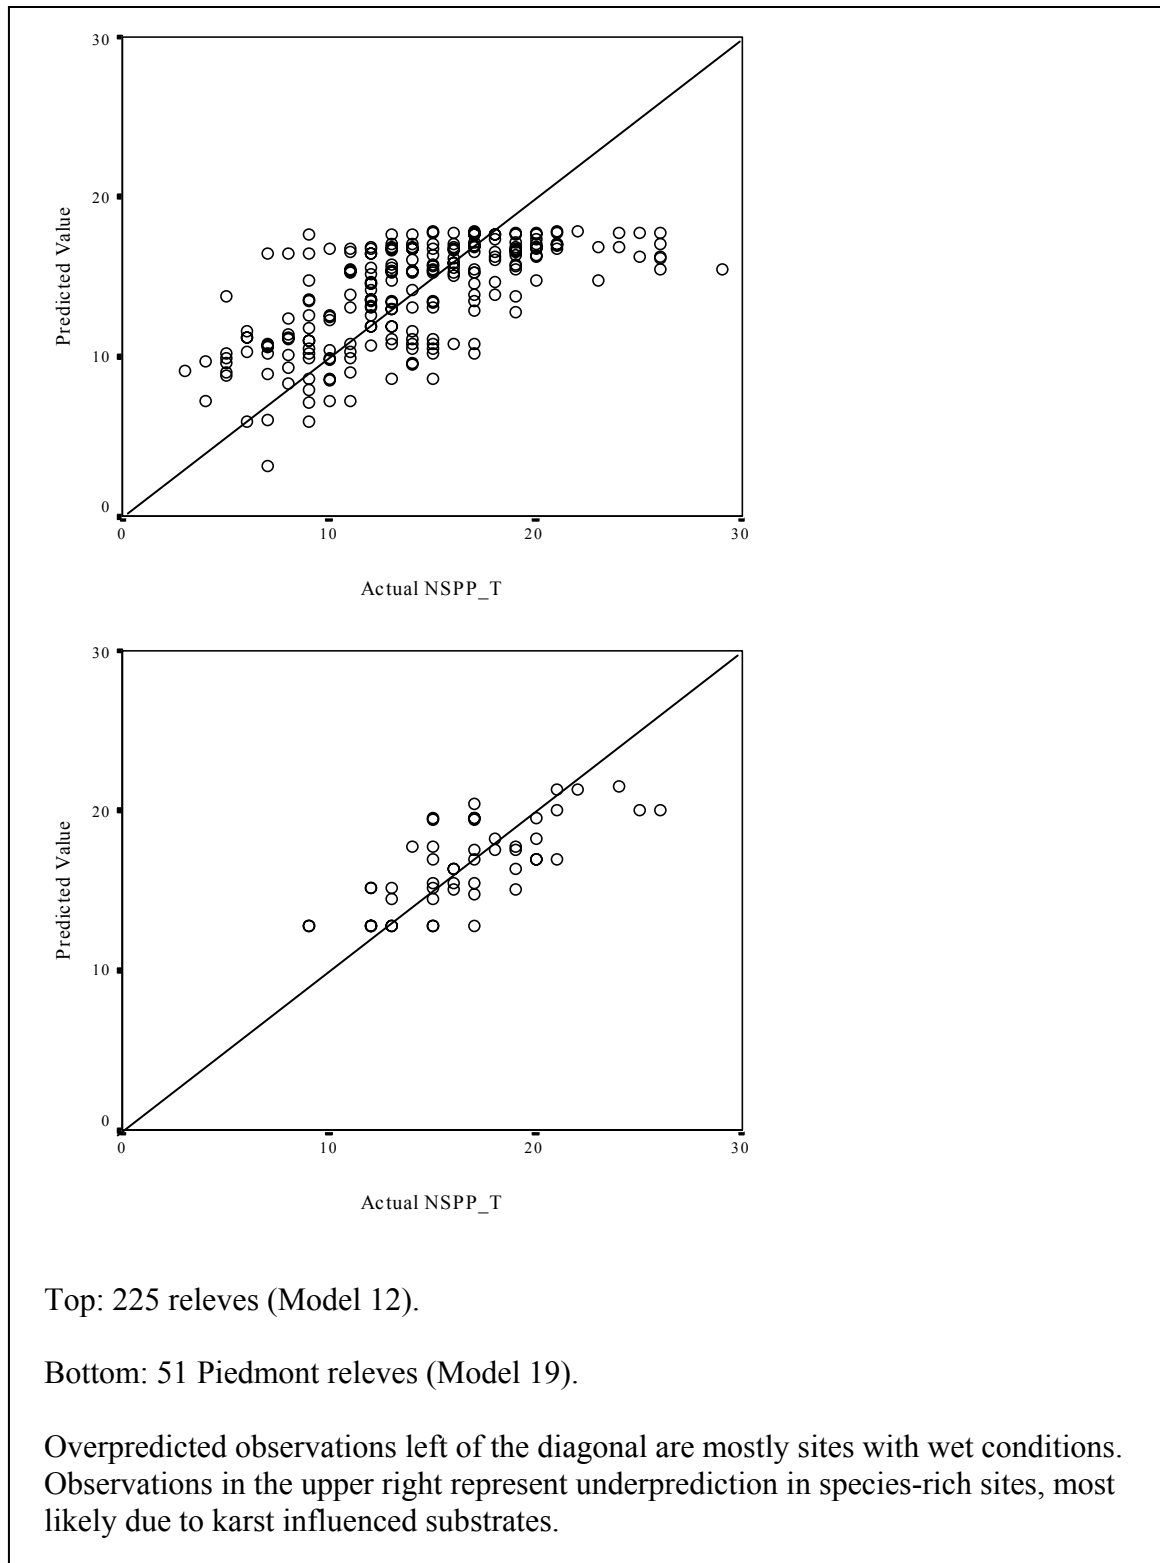 30
20
Predicted Value
10
0
0 10 20 30
Actual NSPP_T
30
20
Predicted Value
10
0
0 10 20 30
Actual NSPP_T
Top: 225 releves (Model 12).
Bottom: 51 Piedmont releves (Model 19).
Overpredicted observations left of the diagonal are mostly sites with wet conditions.
Observations in the upper right represent underprediction in species-rich sites, most
likely due to karst influenced substrates.